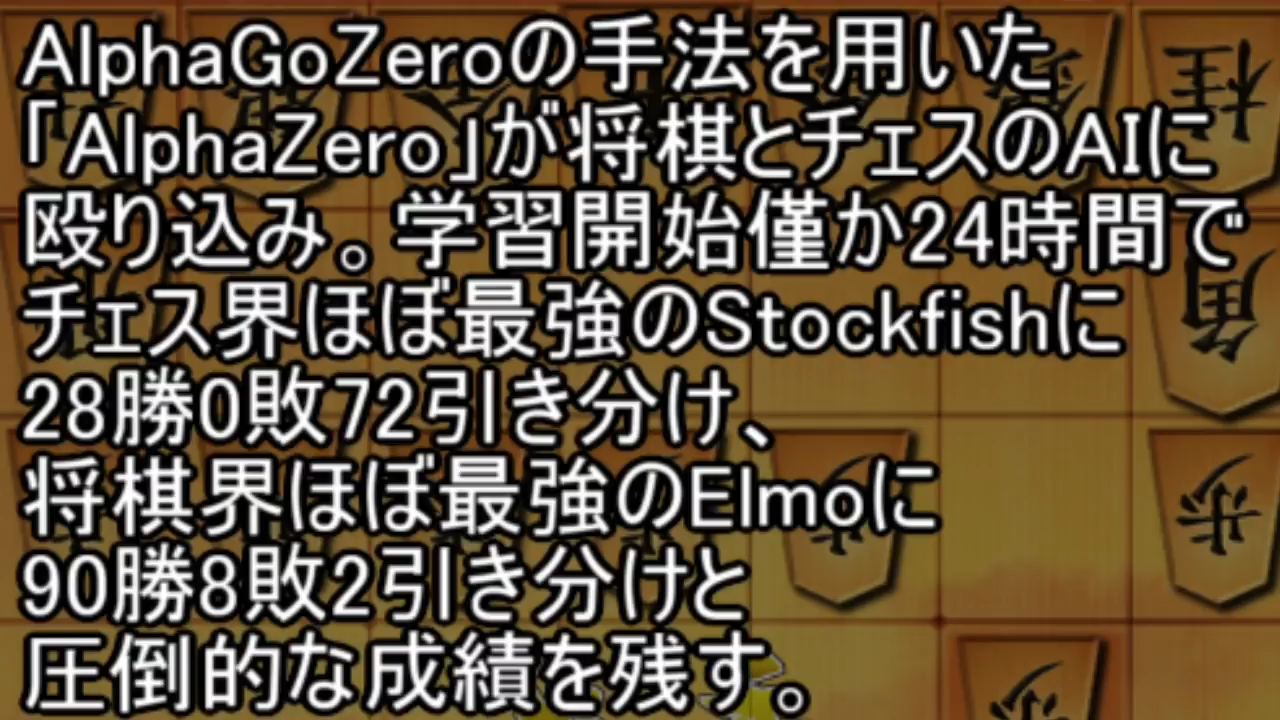 AlphaGoZeroの手法を用いた
「AlphaZero」が将棋とチェスのAIに
殴り込み。学習開始僅か24時間で
チェス界ほぼ最強のStockfishに
28勝0敗72引き分け、
将棋界ほぼ最強のElmoに
90勝8敗2引き分けと
圧倒的な成績を残す。
桂
角
歩
歩
歩